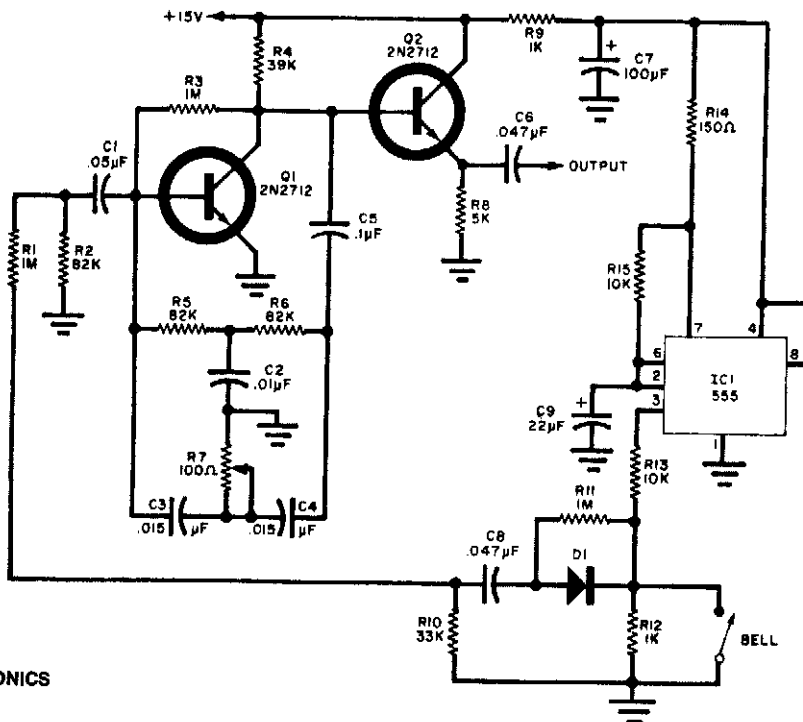 +15V
R4
39K
R3
1M
Q1
2N2712
Q2
2N2712
R9
1K
+
C7
100µF
R14
150Ω
C6
.047µF
OUTPUT
R8
5K
C1
.05µF
R1
1M
R2
82K
C5
.1µF
R5
82K
R6
82K
C2
.01µF
R7
100Ω
C3
.015 µF
C4
.015 µF
R15
10K
7
4
6
2
3
8
1
IC1
555
+
C9
22µF
R13
10K
R11
1M
C8
.047µF
D1
R10
33K
R12
1K
BELL
ONICS